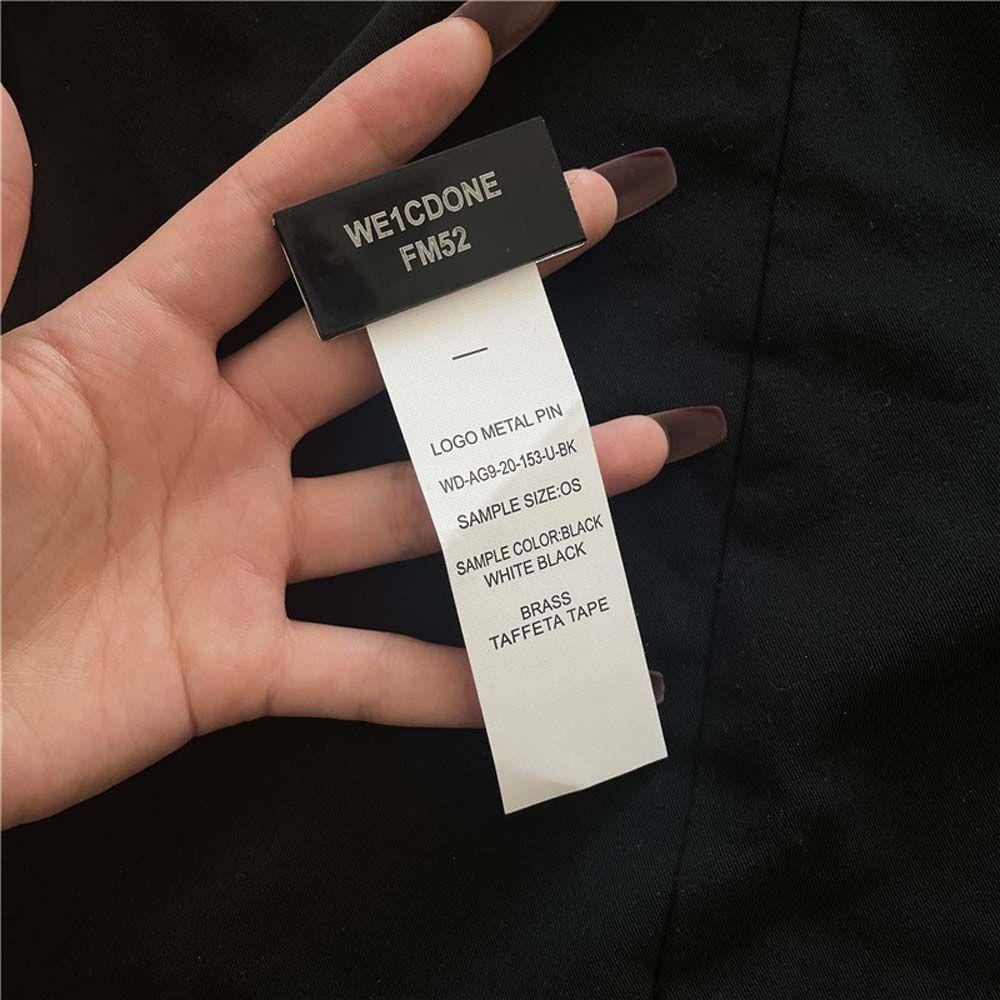 WE1CDONE
FM52
—
LOGO METAL PIN
WD-AG9-20-153-U-BK
SAMPLE SIZE:OS
SAMPLE COLOR:BLACK
WHITE BLACK
BRASS
TAFFETA TAPE